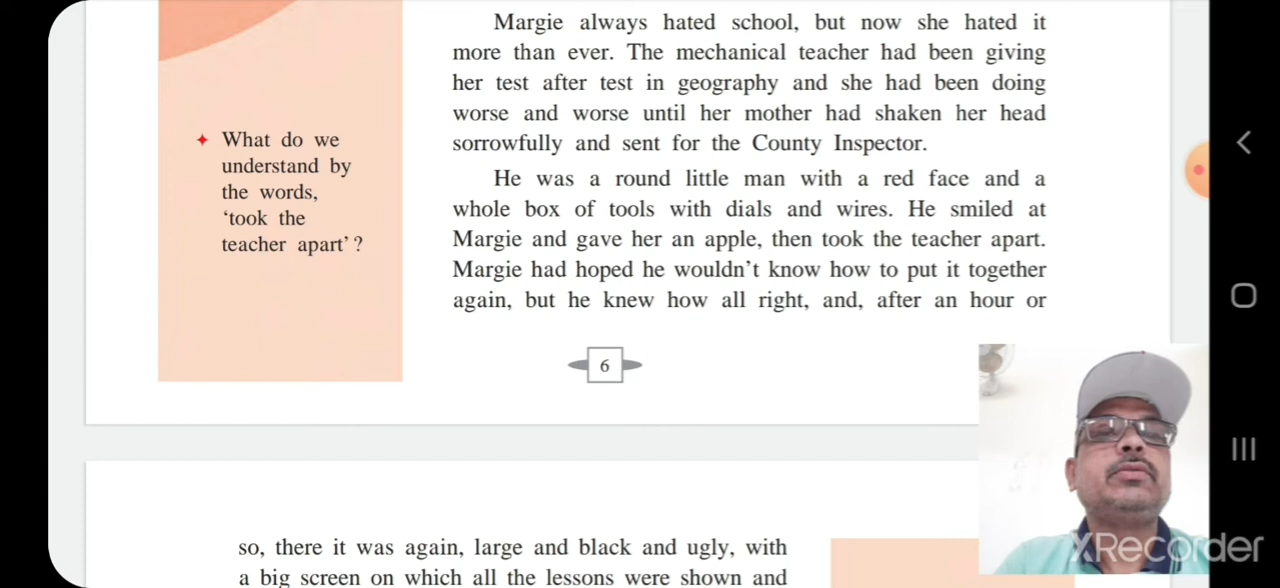 Margie always hated school, but now she hated it
more than ever. The mechanical teacher had been giving
her test after test in geography and she had been doing
worse and worse until her mother had shaken her head
sorrowfully and sent for the County Inspector.
He was a round little man with a red face and a
whole box of tools with dials and wires. He smiled at
Margie and gave her an apple, then took the teacher apart.
Margie had hoped he wouldn’t know how to put it together
again, but he knew how all right, and, after an hour or
What do we
understand by
the words,
‘took the
teacher apart’?
6
so, there it was again, large and black and ugly, with
a big screen on which all the lessons were shown and
XRecorder